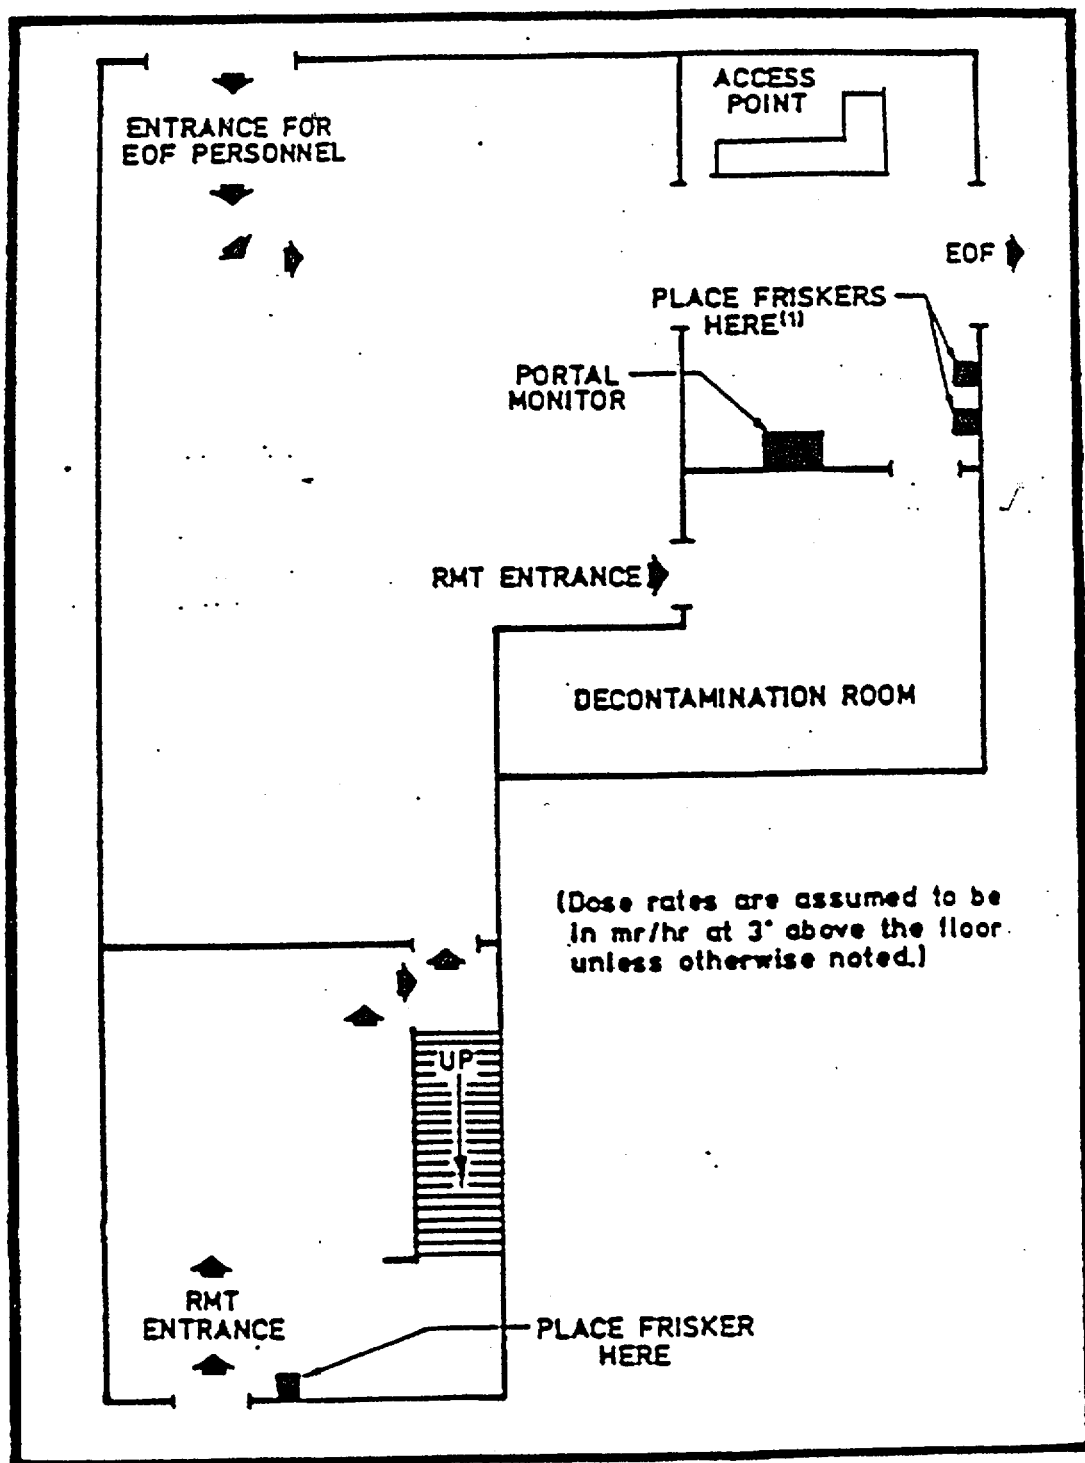 ACCESS
POINT
ENTRANCE FOR
EOF PERSONNEL
EOF
PLACE FRISKERS
HERE(1)
PORTAL
MONITOR
RMT ENTRANCE
DECONTAMINATION ROOM
(Dose rates are assumed to be
in mr/hr at 3" above the floor
unless otherwise noted.)
UP
RMT
ENTRANCE
PLACE FRISKER
HERE